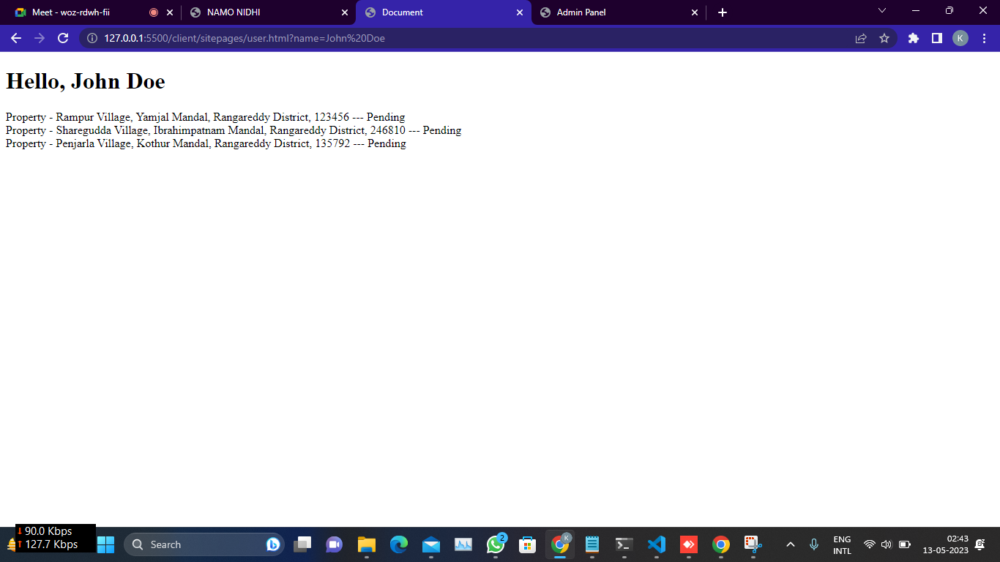 Meet - woz-rdwh-fii
NAMO NIDHI
Document
Admin Panel
127.0.0.1:5500/client/sitepages/user.html?name=John%20Doe
K
Hello, John Doe
Property - Rampur Village, Yamjal Mandal, Rangareddy District, 123456 --- Pending
Property - Sharegudda Village, Ibrahimpatnam Mandal, Rangareddy District, 246810 --- Pending
Property - Penjarla Village, Kothur Mandal, Rangareddy District, 135792 --- Pending
90.0 Kbps
127.7 Kbps
Search
2
K
ENG
INTL
02:43
13-05-2023